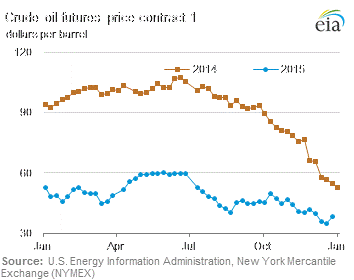 Crude oil futures price contract 1
dollars per barrel
eia
120
2014 2015
90
60
30
Jan Apr Jul Oct Jan
Source: U.S. Energy Information Administration, New York Mercantile
Exchange (NYMEX)